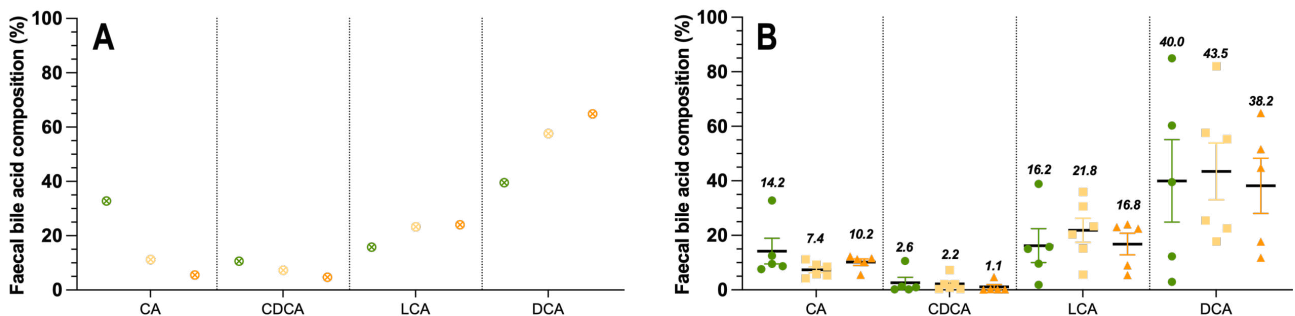 A
Faecal bile acid composition (%)
100
80
60
40
20
0
CA CDCA LCA DCA
B
Faecal bile acid composition (%)
100
80
60
40
20
0
14.2 7.4 10.2
2.6 2.2 1.1
16.2 21.8 16.8
40.0 43.5 38.2
CA CDCA LCA DCA